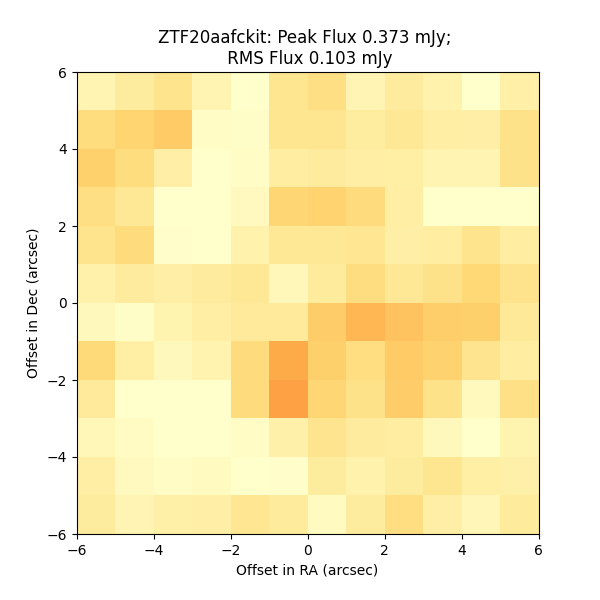 ZTF20aafckit: Peak Flux 0.373 mJy;
RMS Flux 0.103 mJy
6
4
2
0
−2
−4
−6
Offset in Dec (arcsec)
−6 −4 −2 0 2 4 6
Offset in RA (arcsec)